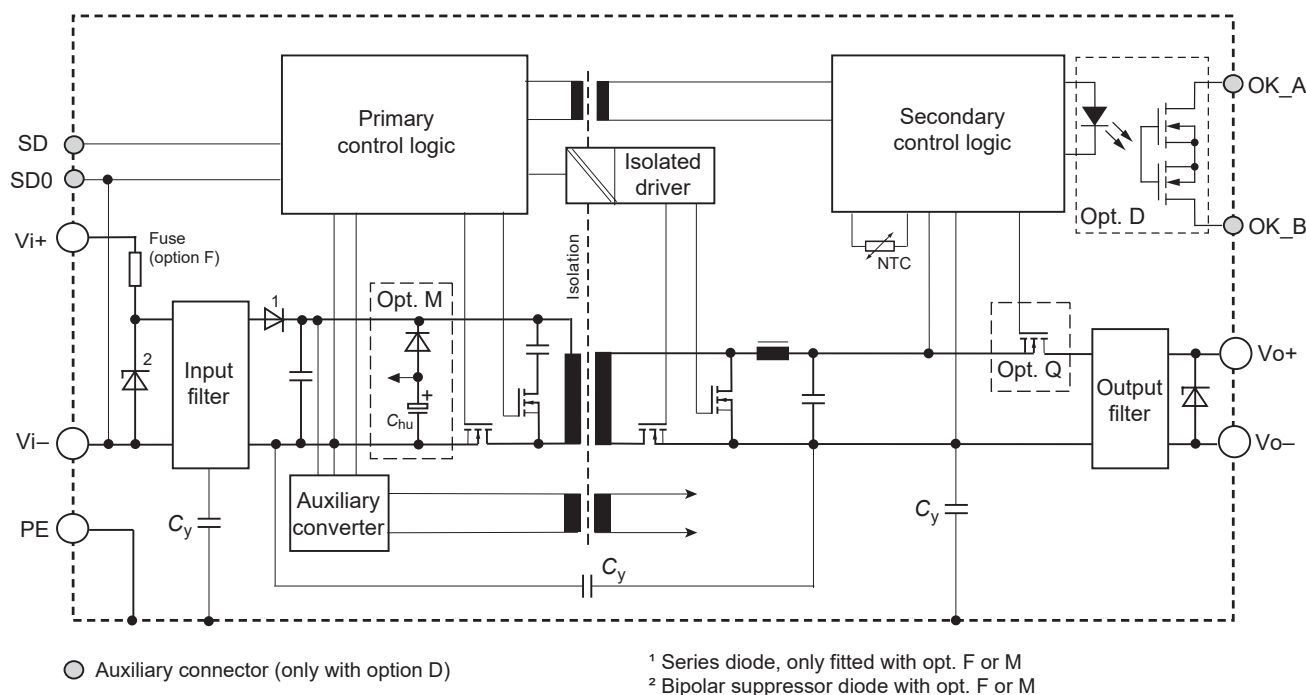 Primary
control logic
Secondary
control logic
OK_A
SD
SD0
Isolated
driver
Opt. D
OK_B
Vi+
Fuse
(option F)
NTC
Isolation
1
Opt. M
2
Input
filter
+
Chu
Opt. Q
Output
filter
Vo+
Vi–
Vo–
Auxiliary
converter
PE
Cy
Cy
Cy
Auxiliary connector (only with option D)
¹ Series diode, only fitted with opt. F or M
² Bipolar suppressor diode with opt. F or M